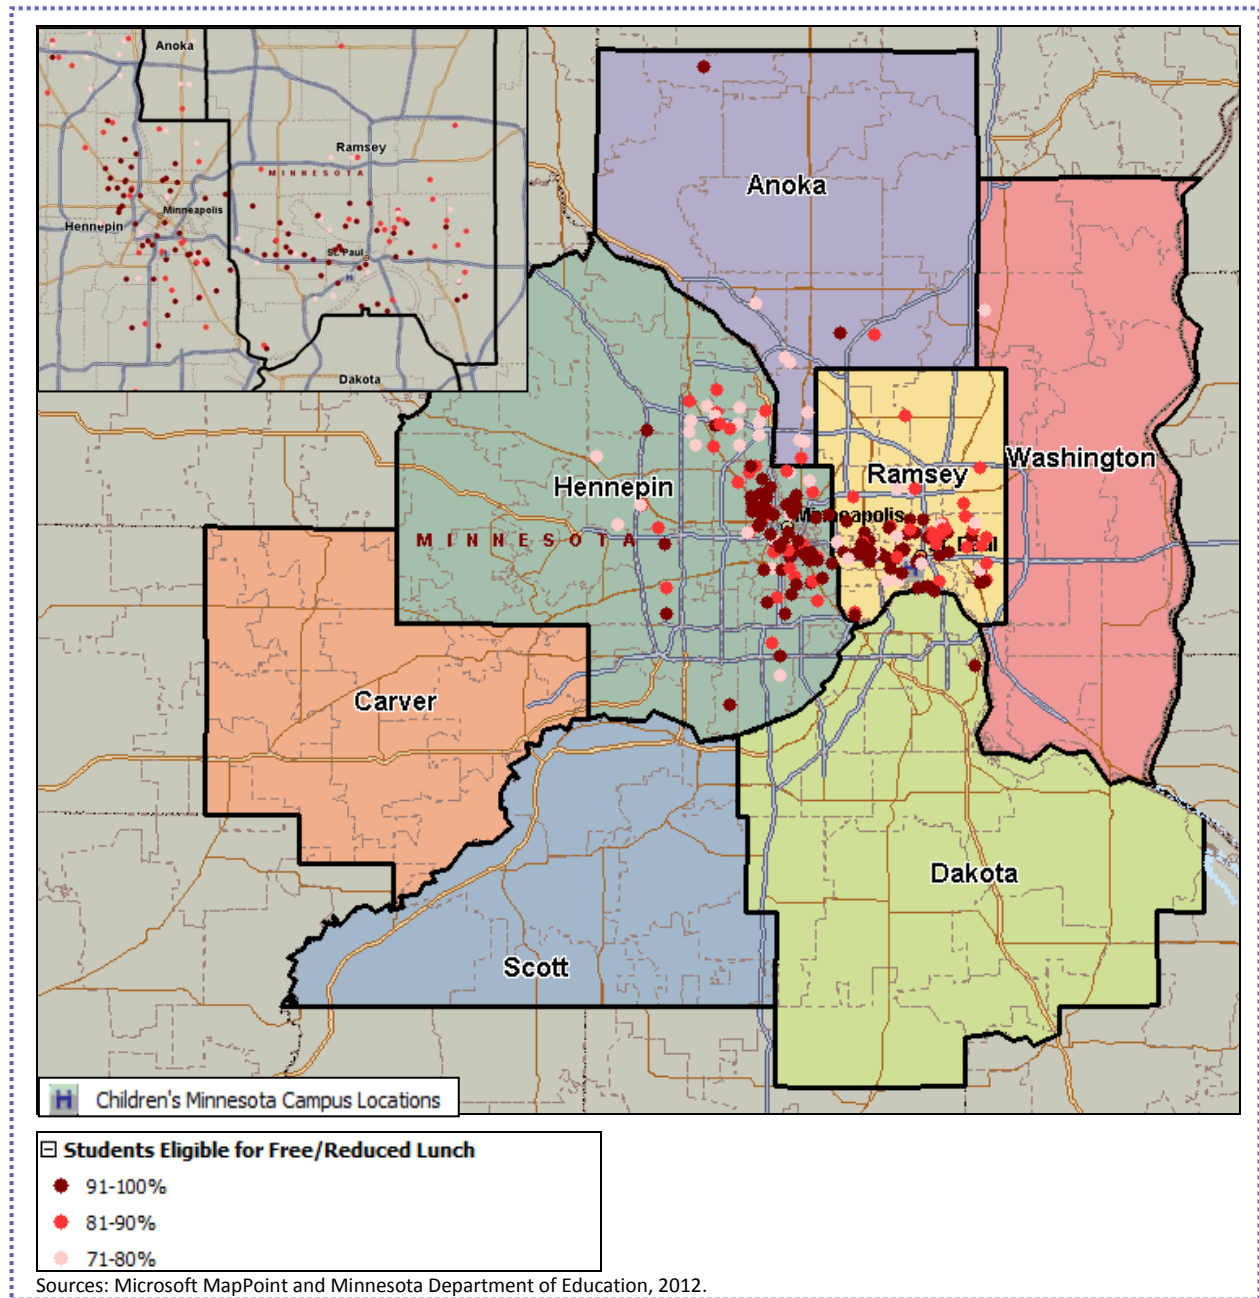 Anoka
Ramsey
MINNESOTA
Minneapolis
Hennepin
St. Paul
Dakota
Anoka
Washington
Ramsey
Hennepin
Minneapolis
MINNESOTA
Paul
Carver
Dakota
Scott
H Children's Minnesota Campus Locations
Students Eligible for Free/Reduced Lunch
91-100%
81-90%
71-80%
Sources: Microsoft MapPoint and Minnesota Department of Education, 2012.